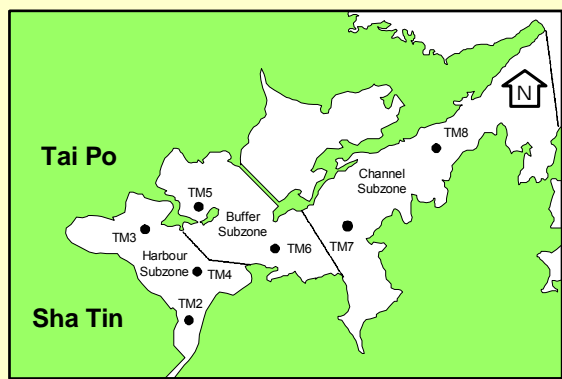 N
TM8
Tai Po
Channel
Subzone
TM5
Buffer
Subzone
TM3
TM7
TM6
Harbour
Subzone
TM4
Sha Tin
TM2